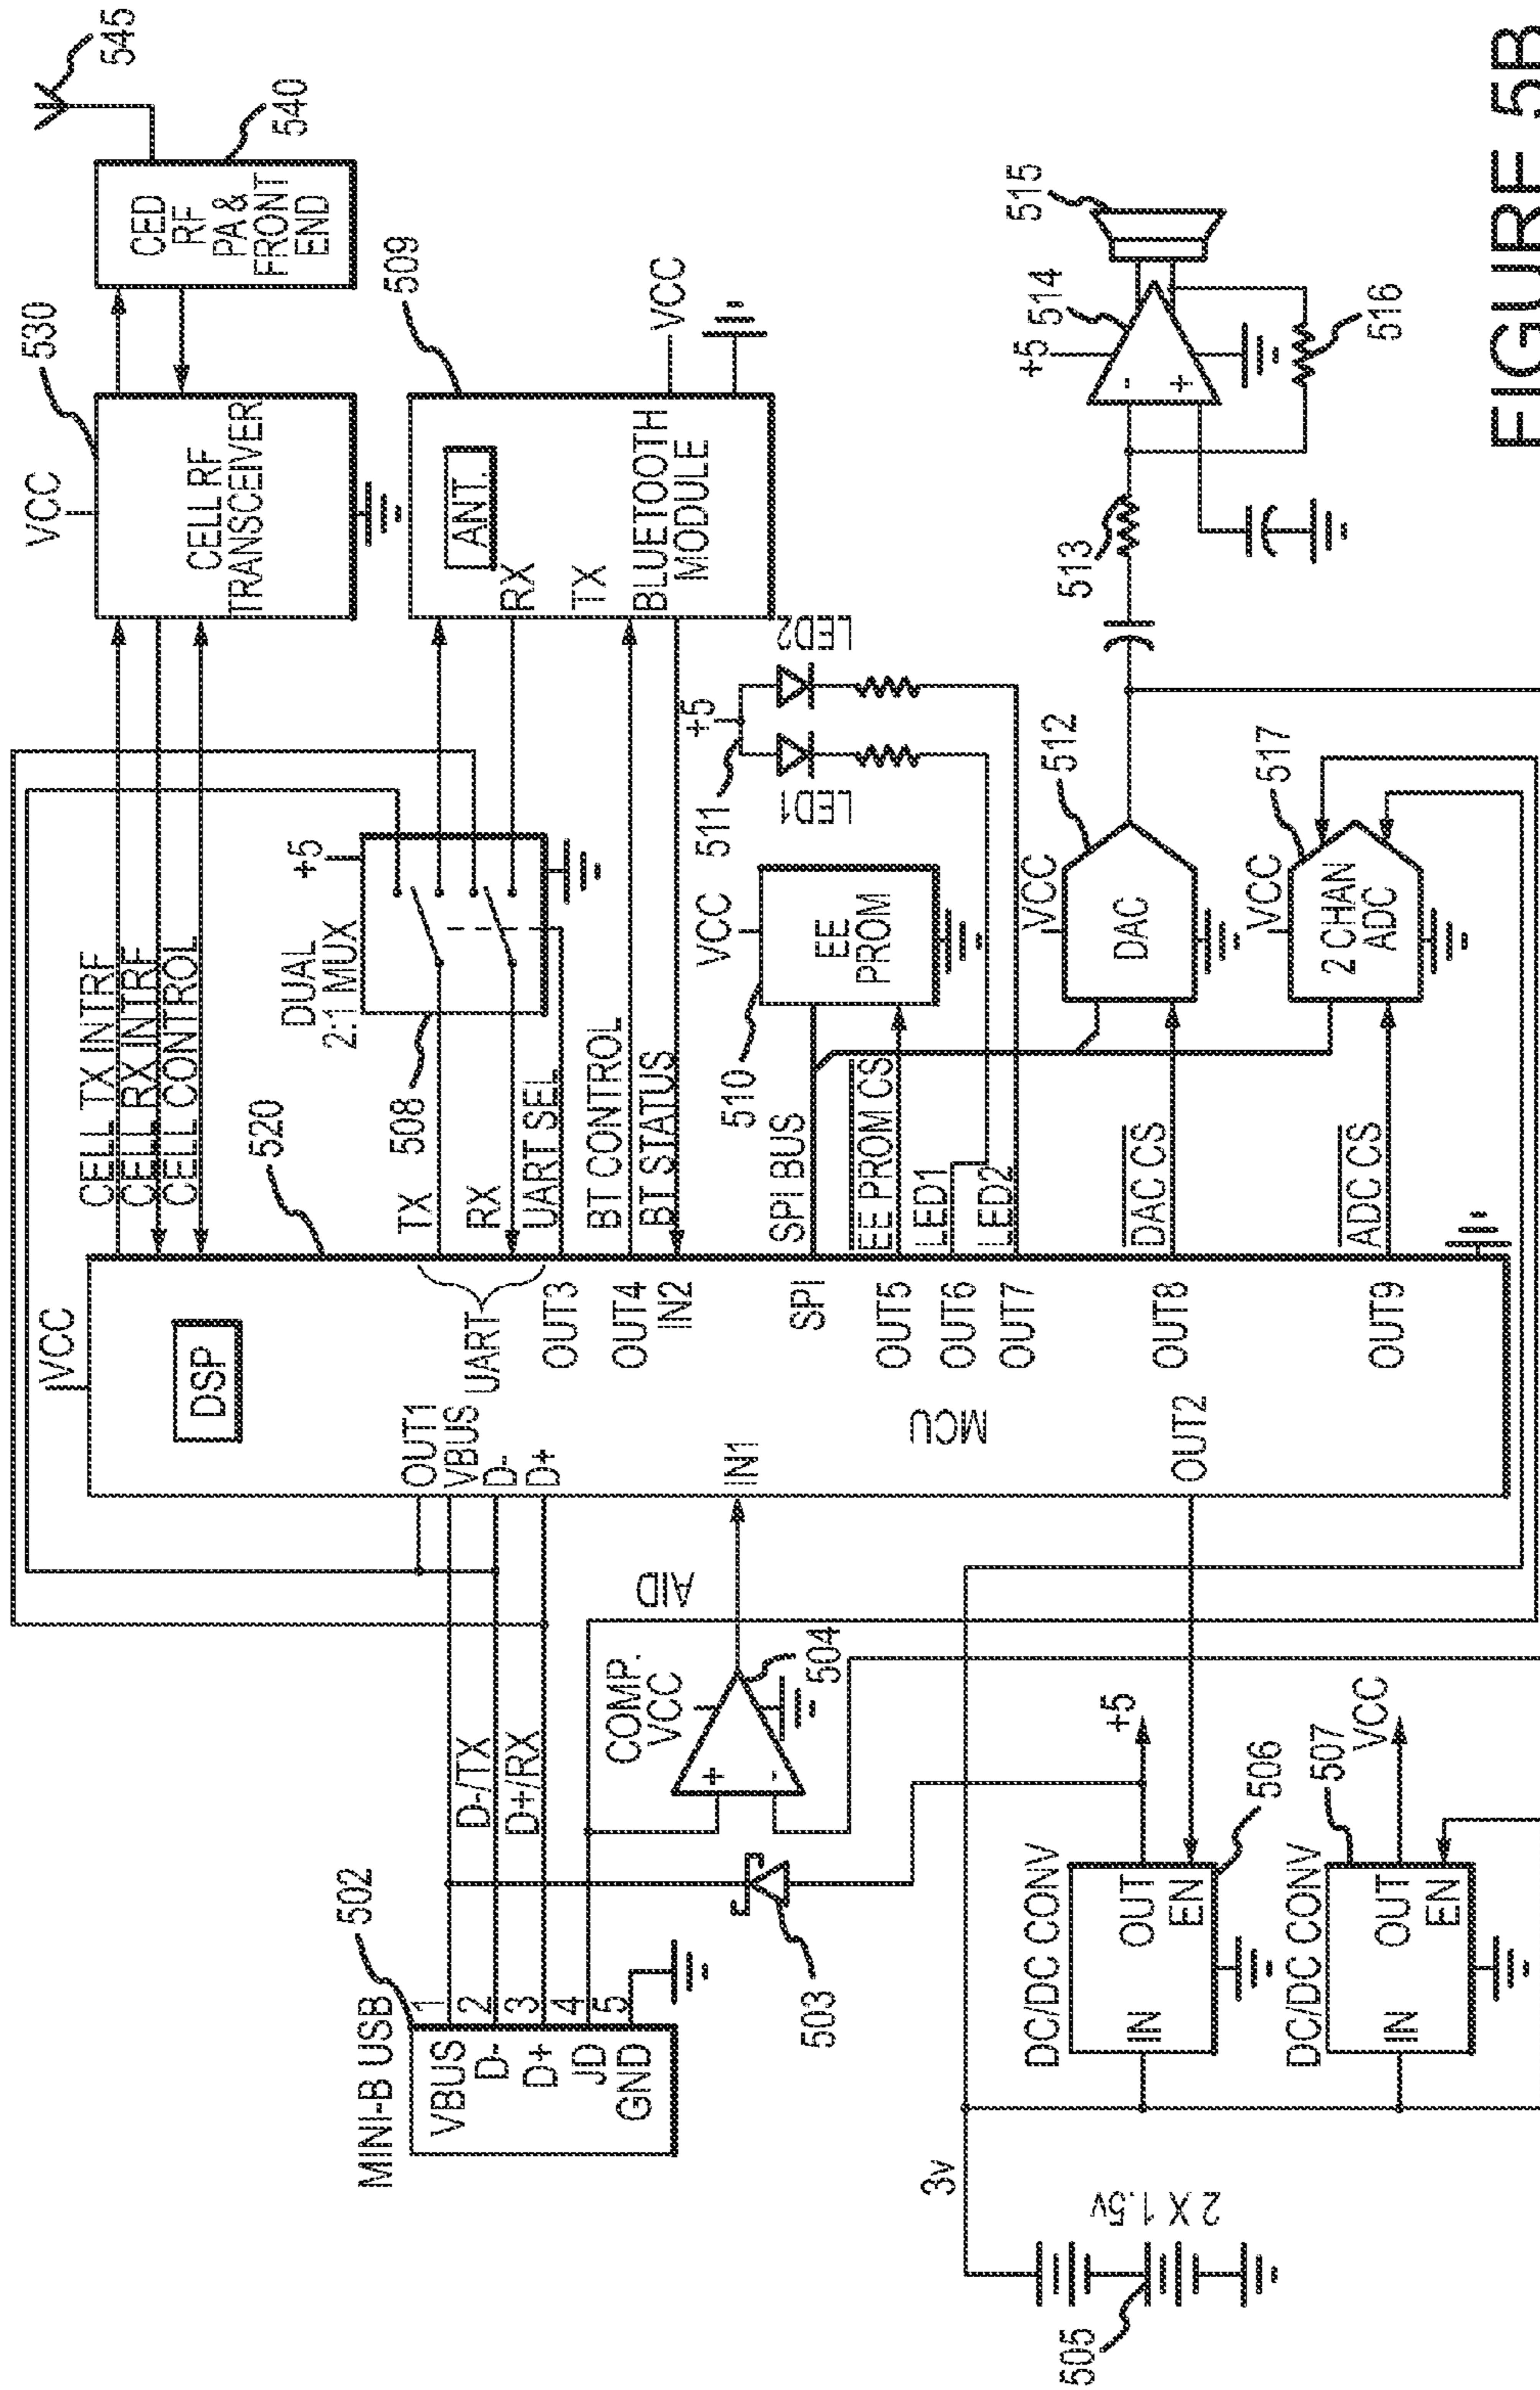 545
540
CED
RF
PA &
FRONT
END
530
VCC
CELL RF
TRANSCEIVER
509
ANT.
RX
TX
BLUETOOTH
MODULE
VCC
CELL TX INTRF
CELL RX INTRF
CELL CONTROL
520
DUAL
2:1 MUX
+5
508
TX
RX
UART SEL
BT CONTROL
BT STATUS
VCC
DSP
OUT1
VBUS
D-
D+
UART
OUT3
OUT4
IN2
IN1
MCU
SPI
OUT5
OUT6
OUT7
OUT2
OUT8
OUT9
MINI-B USB
502
VBUS
D-
D+
JD
GND
1
2
3
4
5
D-/TX
D+/RX
COMP.
VCC
+
-
504
AID
503
SPI BUS
EE PROM CS
LED1
LED2
DAC CS
ADC CS
510
VCC
EE
PROM
511
+5
LED1
LED2
VCC
512
DAC
VCC
517
2 CHAN
ADC
513
+5
514
-
+
515
516
3v
2 X 1.5v
505
DC/DC CONV
IN
OUT
EN
+5
506
DC/DC CONV
IN
OUT
EN
507
VCC
FIGURE 5B